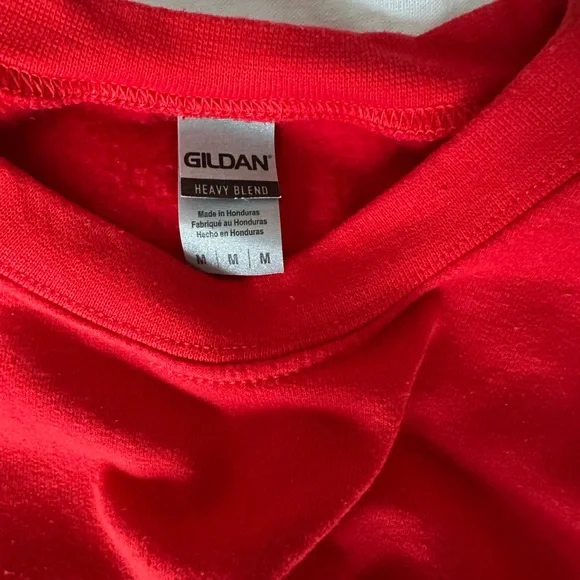 GILDAN®
HEAVY BLEND
Made in Honduras
Fabriqué au Honduras
Hecho en Honduras
M | M | M